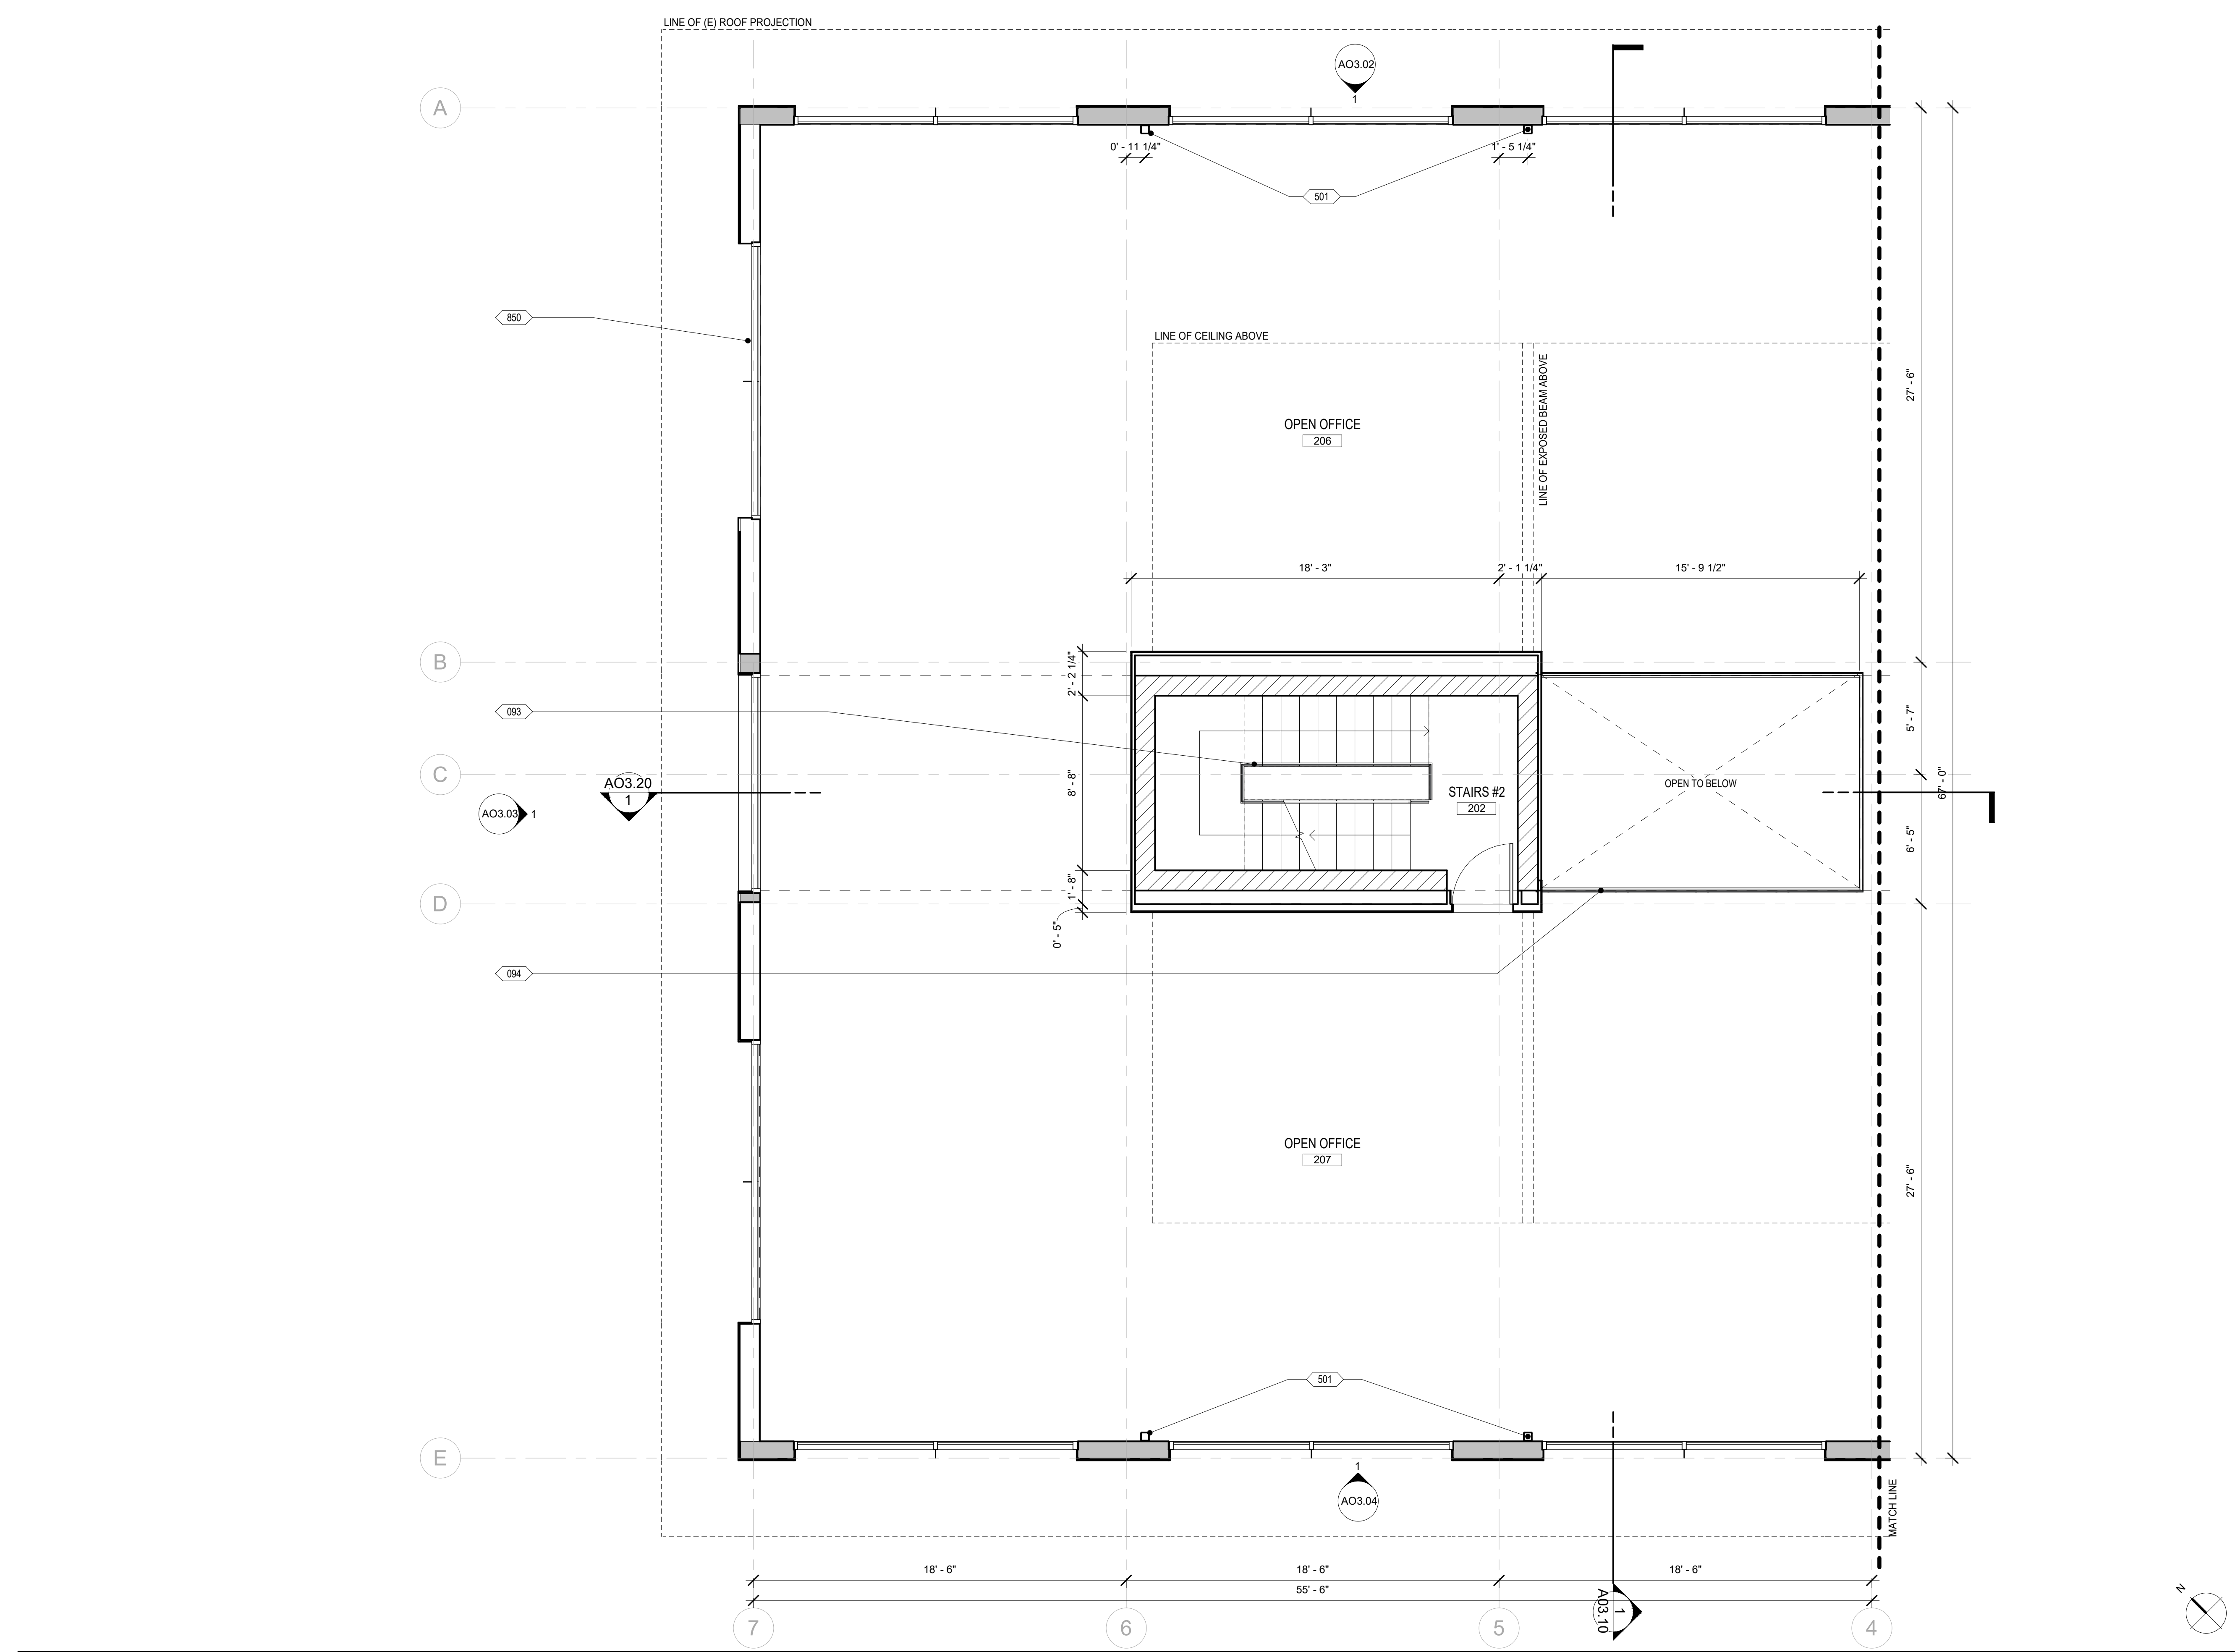 LINE OF (E) ROOF PROJECTION
AO3.02
1
A
0' - 11 1/4"
1' - 5 1/4"
501
850
LINE OF CEILING ABOVE
LINE OF EXPOSED BEAM ABOVE
27' - 6"
OPEN OFFICE
206
18' - 3"
2' - 1 1/4"
15' - 9 1/2"
B
2' - 2 1/4"
093
5' - 7"
C
AO3.20
1
AO3.03
1
8' - 8"
STAIRS #2
202
OPEN TO BELOW
67' - 0"
6' - 5"
D
1' - 8"
0' - 5"
094
OPEN OFFICE
207
27' - 6"
501
E
1
AO3.04
MATCH LINE
18' - 6"
18' - 6"
18' - 6"
55' - 6"
A03.10
1
N
7
6
5
4